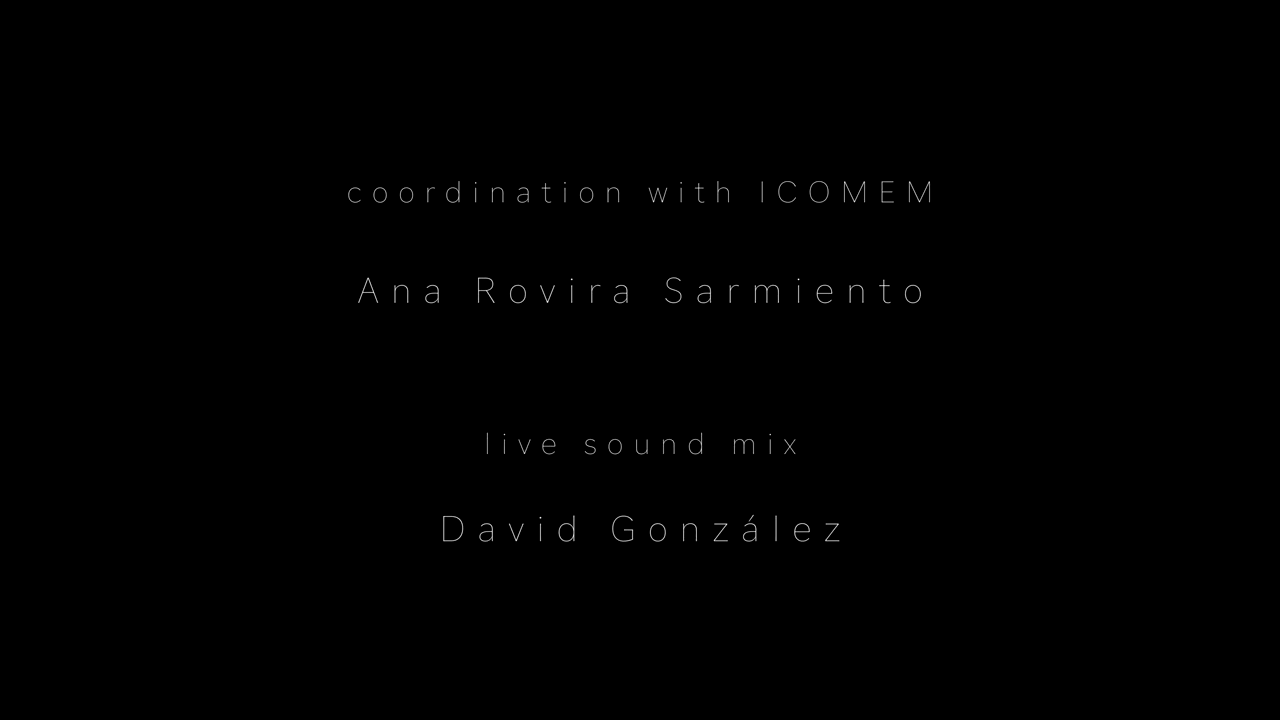 coordination with ICOMEM
Ana Rovira Sarmiento
live sound mix
David González